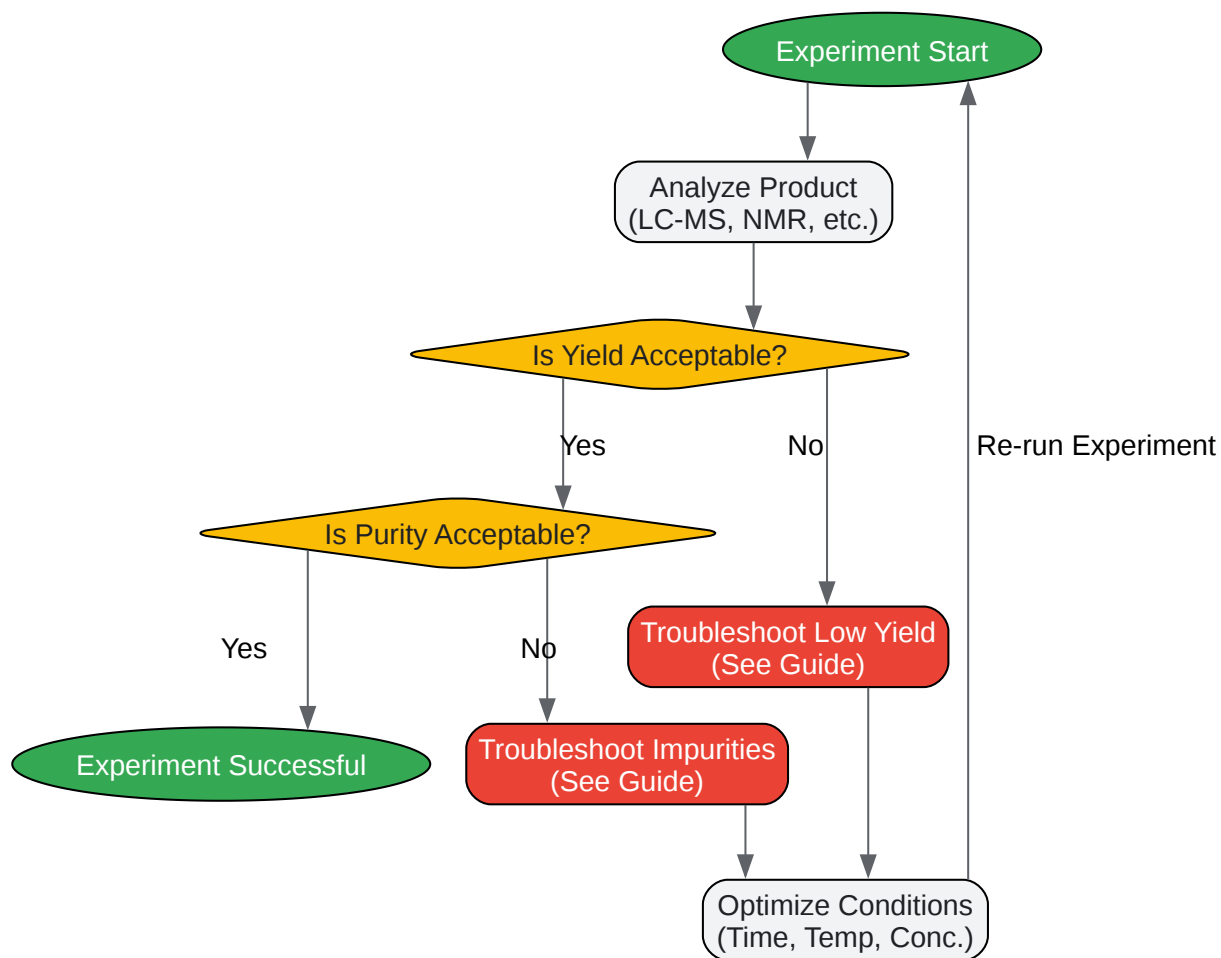 Experiment Start
Analyze Product
(LC-MS, NMR, etc.)
Is Yield Acceptable?
Yes
No
Re-run Experiment
Is Purity Acceptable?
Troubleshoot Low Yield
(See Guide)
Yes
No
Troubleshoot Impurities
(See Guide)
Experiment Successful
Optimize Conditions
(Time, Temp, Conc.)